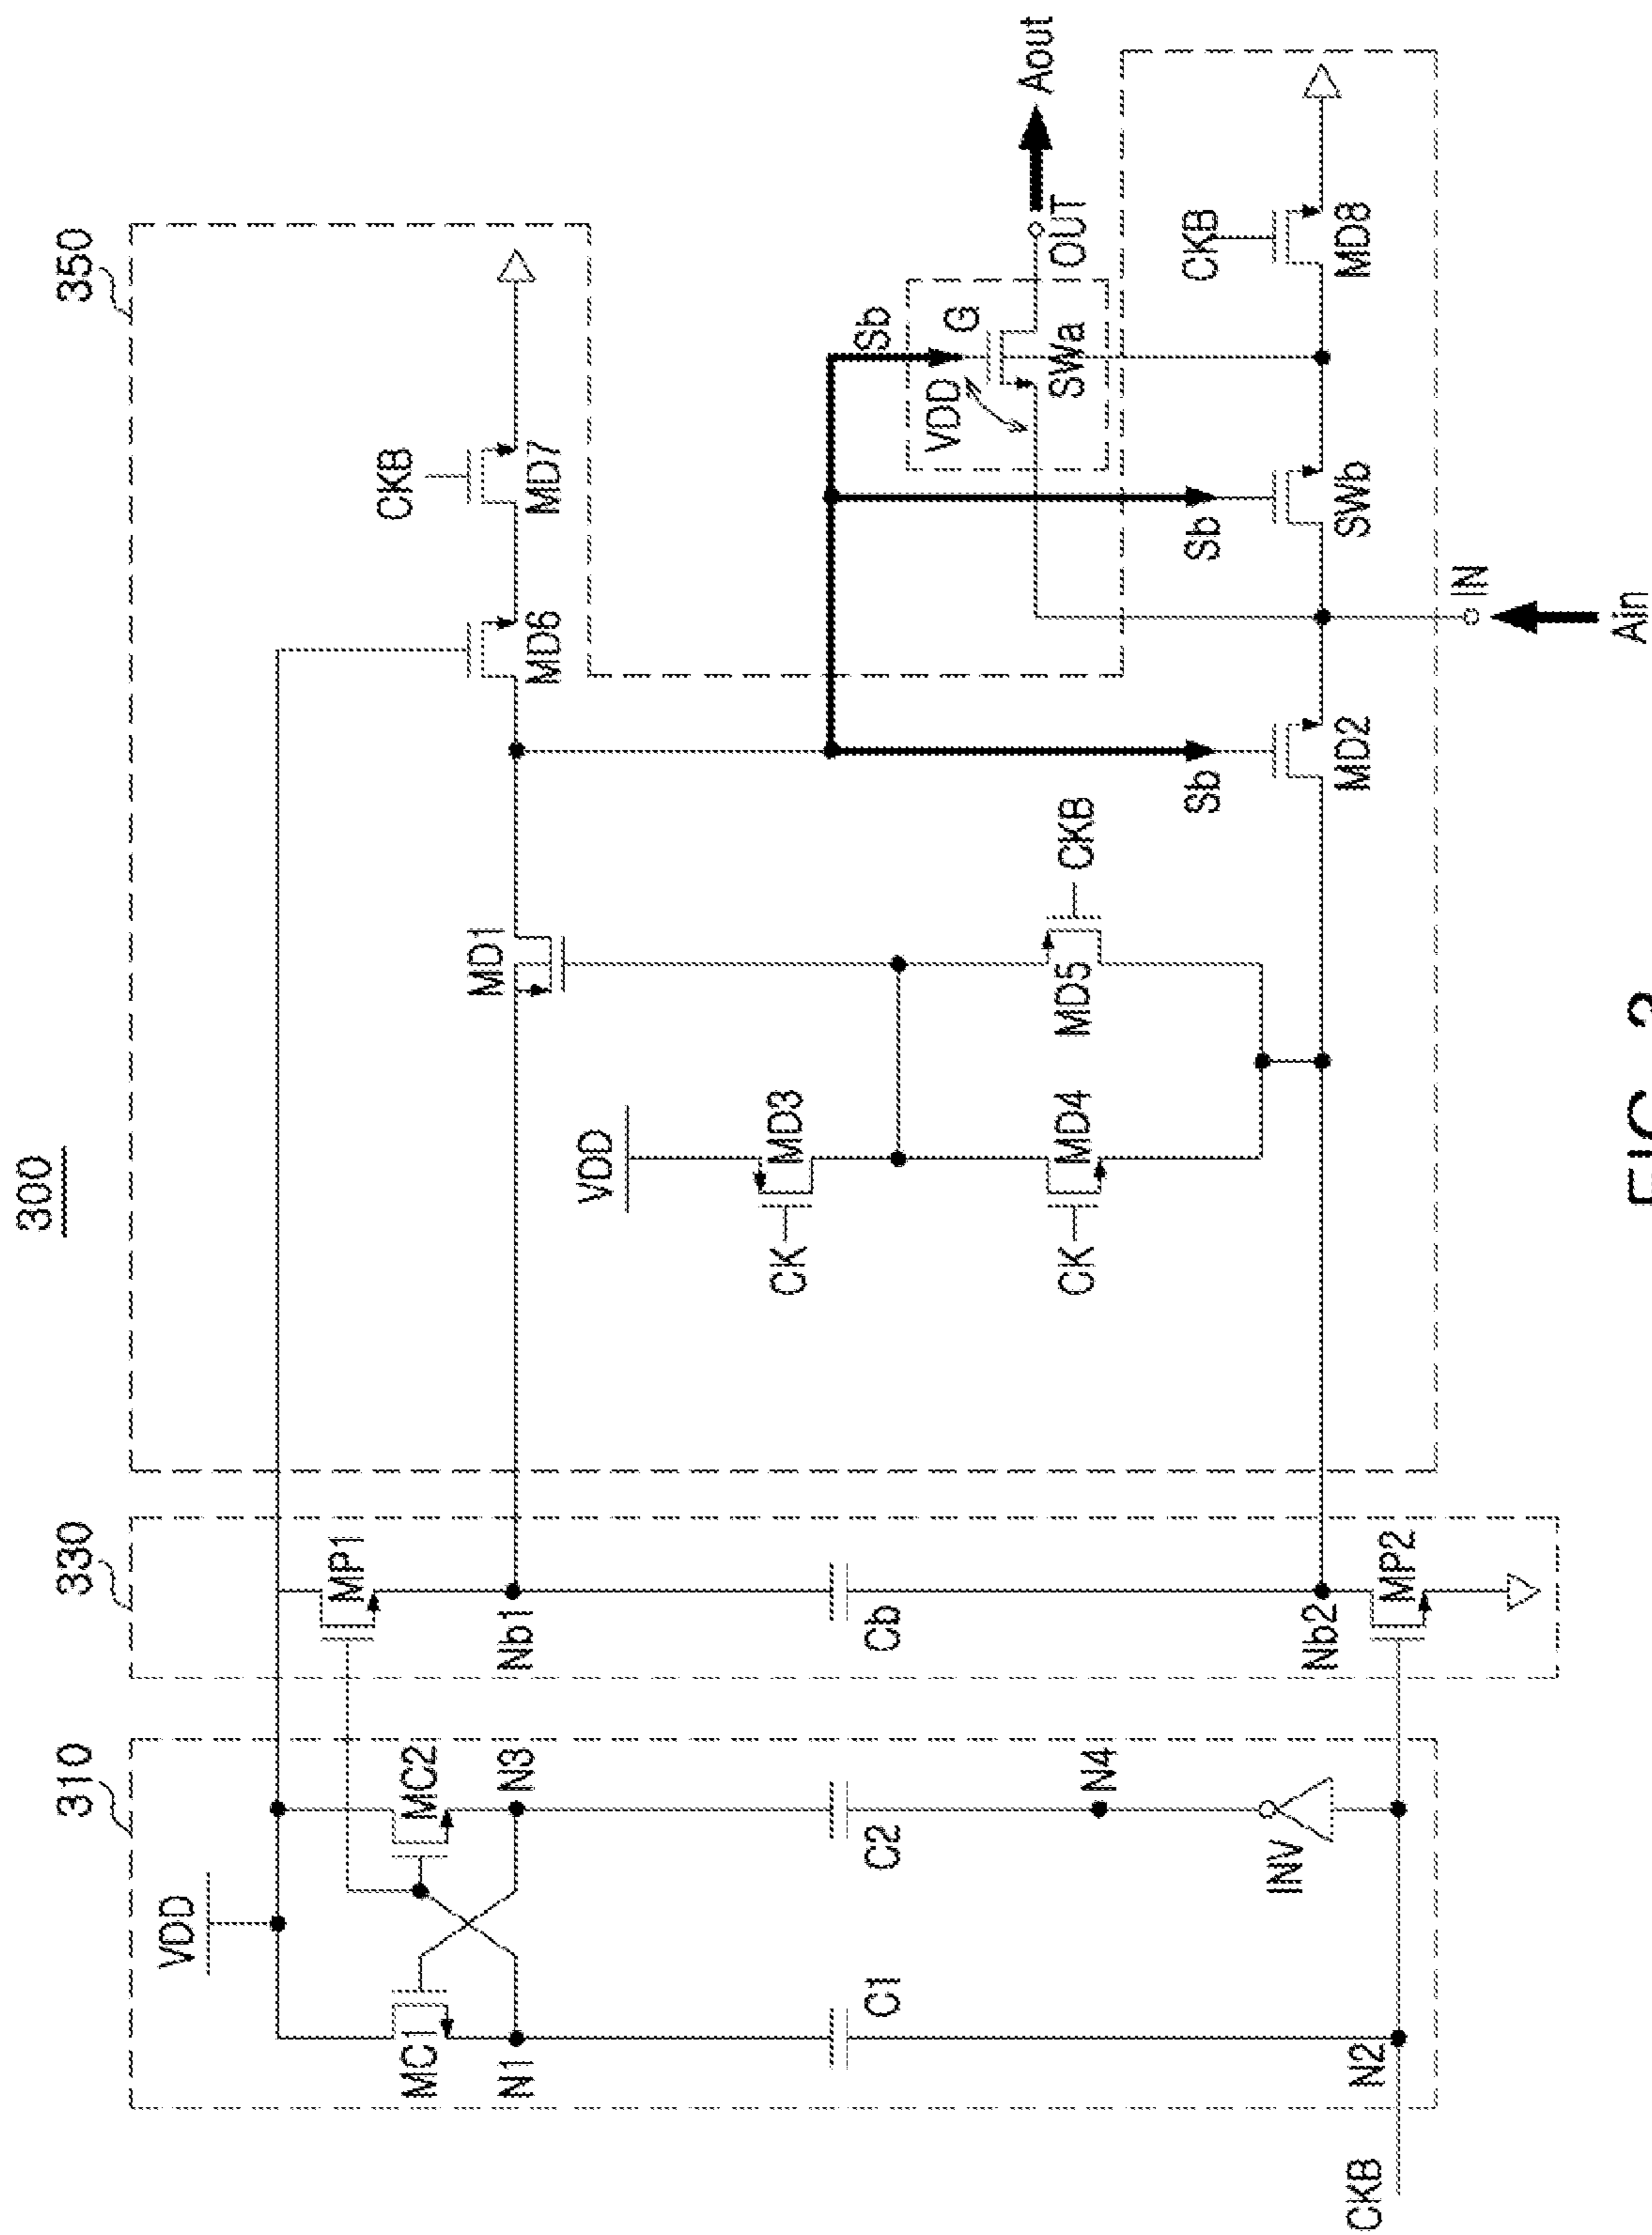 300
310
330
350
VDD
MC1
MC2
N1
N3
C1
C2
N4
INV
N2
CKB
MP1
Nb1
Cb
Nb2
MP2
VDD
CK
MD3
CK
MD4
MD5
CKB
MD1
MD6
CKB
MD7
Sb
MD2
Sb
SWb
Sb
VDD
G
SWa
OUT
Aout
CKB
MD8
IN
Ain